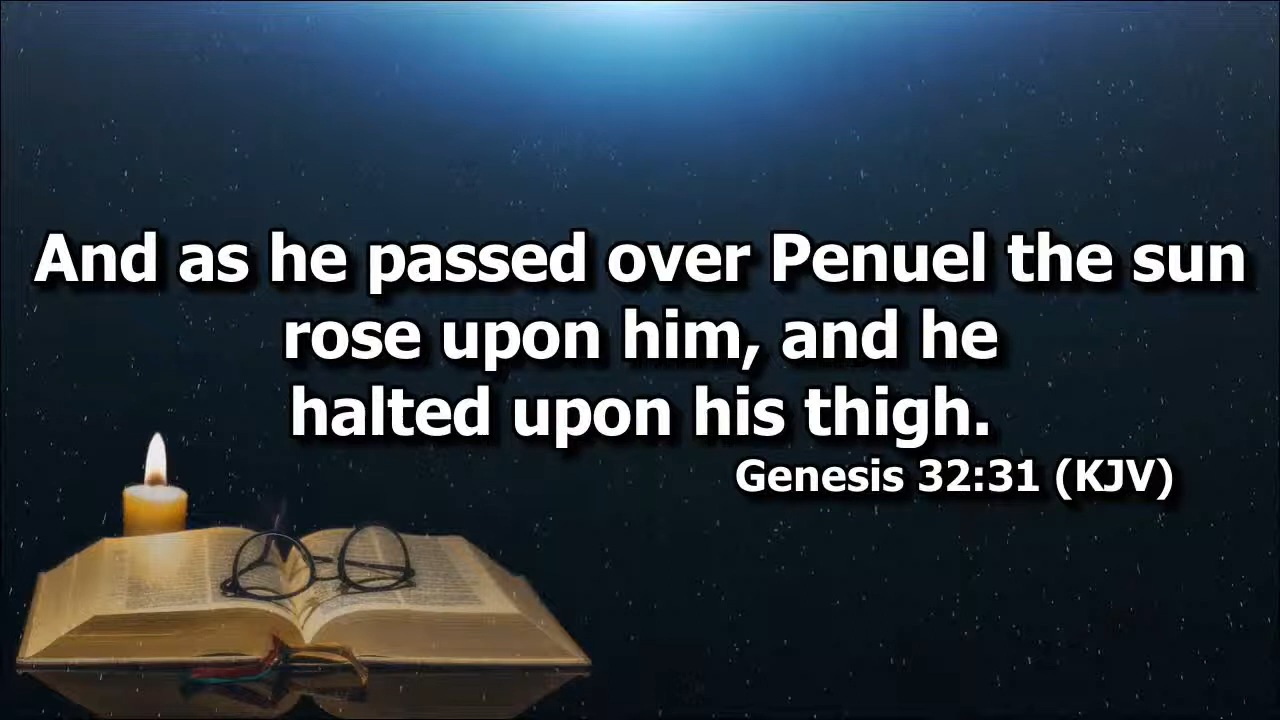 And as he passed over Penuel the sun
rose upon him, and he
halted upon his thigh.
Genesis 32:31 (KJV)